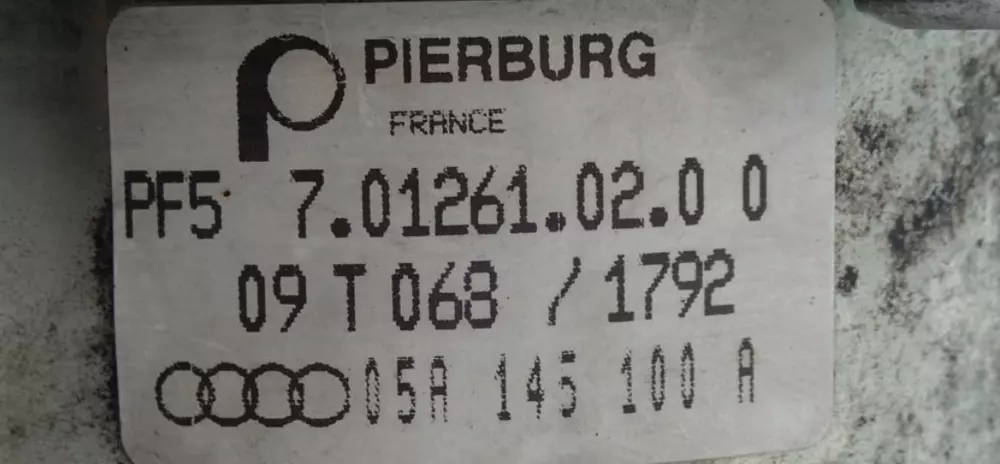 PIERBURG
FRANCE
PF5 7.01261.02.0 0
09 T 068 / 1792
05A 145 100 A